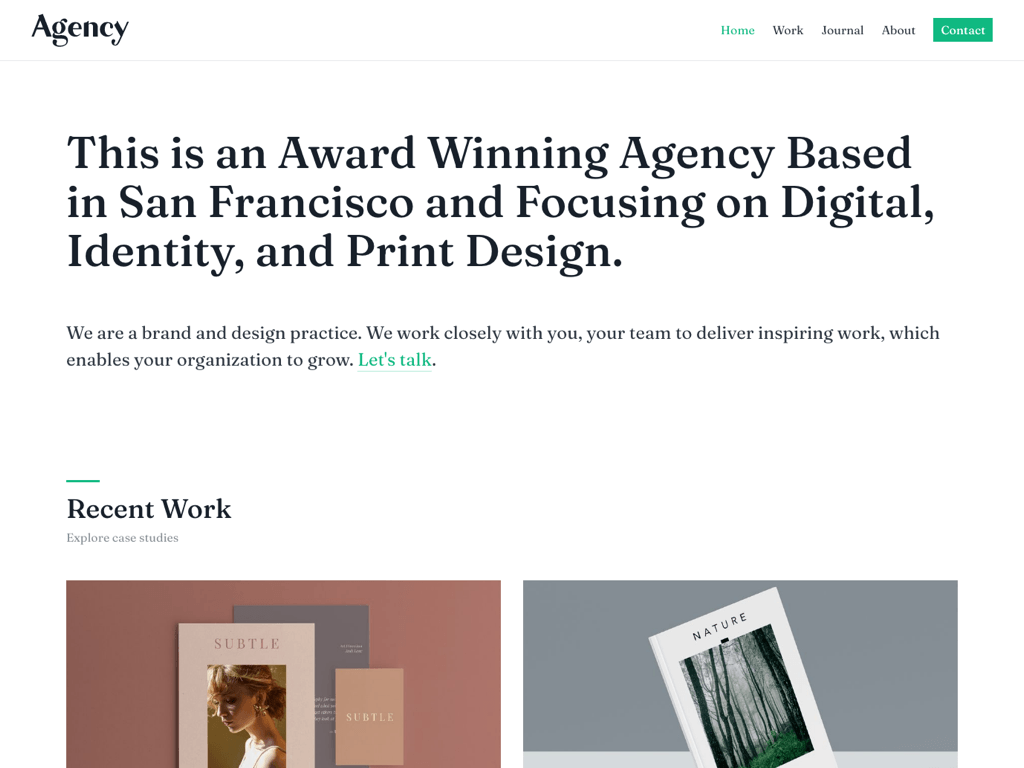 Agency
Home Work Journal About Contact
This is an Award Winning Agency Based
in San Francisco and Focusing on Digital,
Identity, and Print Design.
We are a brand and design practice. We work closely with you, your team to deliver inspiring work, which
enables your organization to grow. Let's talk.
Recent Work
Explore case studies
SUBTLE
SUBTLE
NATURE